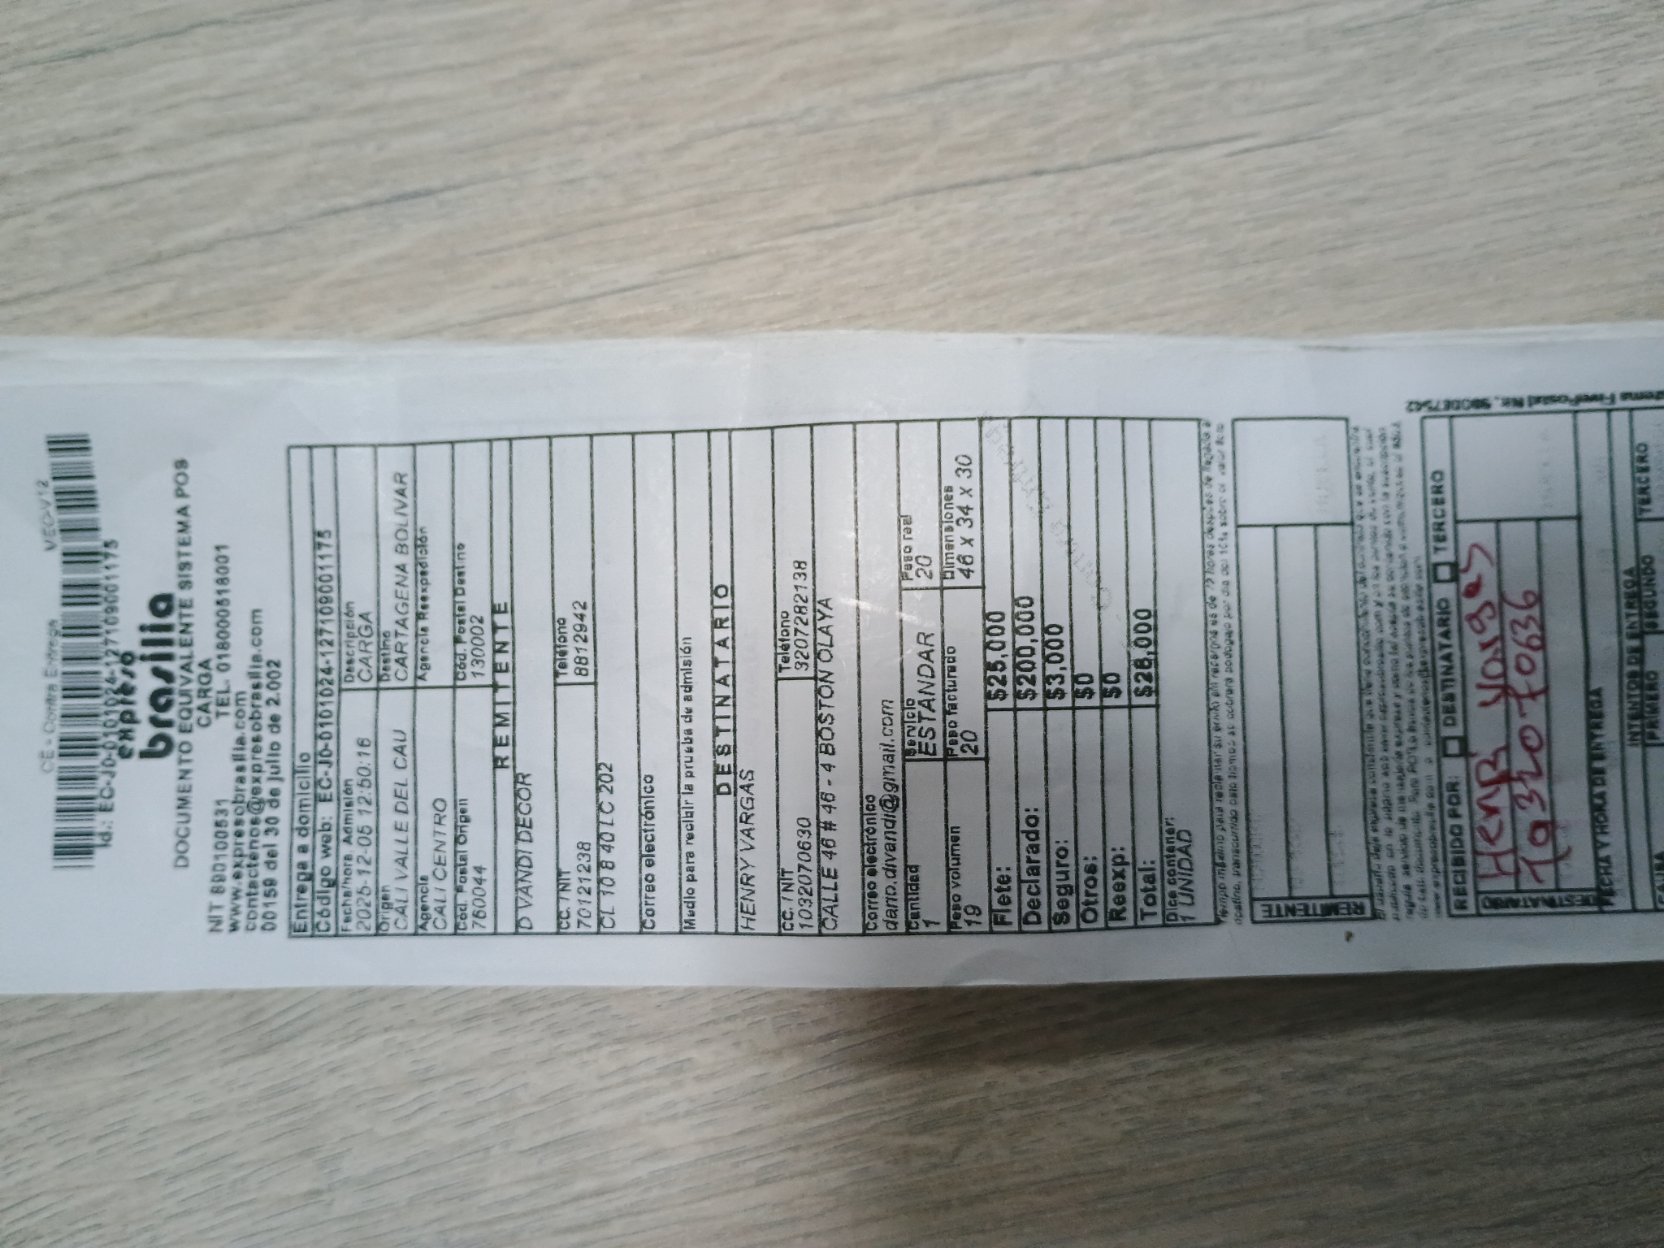 CE - Contra Entrega MEC-V12
Id.: EC-J0-0101024-1271090001175
expreso
brasilia
DOCUMENTO EQUIVALENTE SISTEMA POS
CARGA
NIT 890100531 TEL. 018000518001
www.expresobrasilia.com
contactenos@expresobrasilia.com
00159 del 30 de julio de 2.002
Entrega a domicilio
Código web: EC-J0-0101024-1271090001175
Fecha/hora Admisión Descripción
2025-12-05 12:50:16 CARGA
Origen Destino
CALI VALLE DEL CAU CARTAGENA BOLIVAR
Agencia Agencia Reexpedición
CALI CENTRO
Cód. Postal Origen Cód. Postal Destino
760044 130002
REMITENTE
D VANDI DECOR
CC. / NIT Teléfono
70121238 8812942
CL 10 8 40 LC 202
Correo electrónico
Medio para recibir la prueba de admisión
DESTINATARIO
HENRY VARGAS
CC. / NIT Teléfono
1032070630 3207282138
CALLE 46 # 46 - 4 BOSTON OLAYA
Correo electrónico
dario.divandi@gmail.com
Cantidad Servicio Peso real
1 ESTANDAR 20
Peso volumen Peso facturado Dimensiones
19 20 46 x 34 x 30
Flete: $25,000
Declarado: $200,000
Seguro: $3,000
Otros: $0
Reexp: $0
Total: $28,000
Dice contener:
1 UNIDAD
REMITENTE
RECIBIDO POR: DESTINATARIO TERCERO
DESTINATARIO
Henr Vargas
FECHA Y HORA DE ENTREGA
INTENTOS DE ENTREGA
PRIMERO SEGUNDO TERCERO